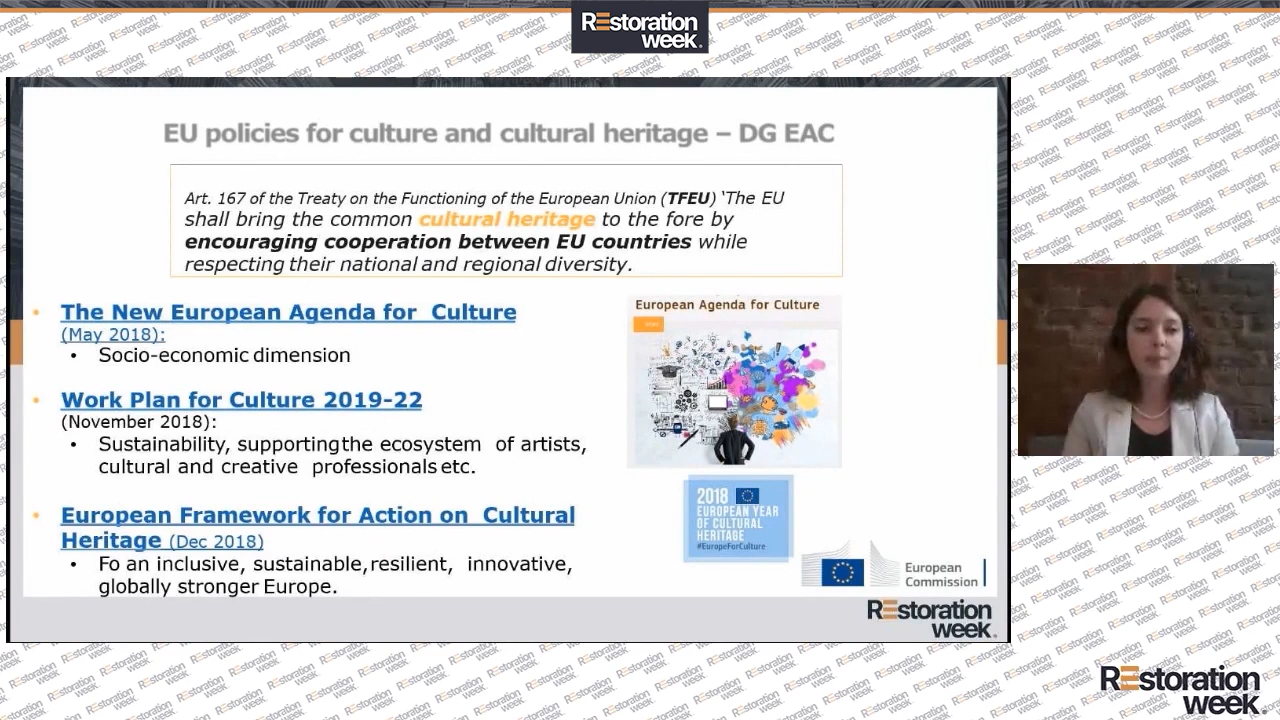 REstoration
week.
EU policies for culture and cultural heritage – DG EAC
Art. 167 of the Treaty on the Functioning of the European Union (TFEU) ‘The EU
shall bring the common cultural heritage to the fore by
encouraging cooperation between EU countries while
respecting their national and regional diversity.
• The New European Agenda for Culture
(May 2018):
• Socio-economic dimension
• Work Plan for Culture 2019-22
(November 2018):
• Sustainability, supporting the ecosystem of artists,
cultural and creative professionals etc.
• European Framework for Action on Cultural
Heritage (Dec 2018)
• Fo an inclusive, sustainable, resilient, innovative,
globally stronger Europe.
European Agenda for Culture
2018
EUROPEAN YEAR
OF CULTURAL
HERITAGE
#EuropeForCulture
European
Commission
REstoration
week.
REstoration
week.